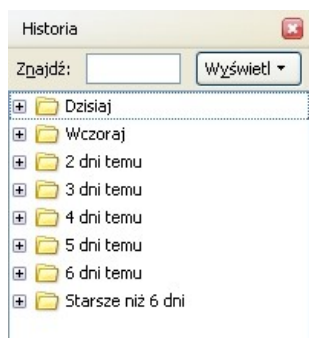 Historia
Znajdź: Wyświetl
Dzisiaj
Wczoraj
2 dni temu
3 dni temu
4 dni temu
5 dni temu
6 dni temu
Starsze niż 6 dni